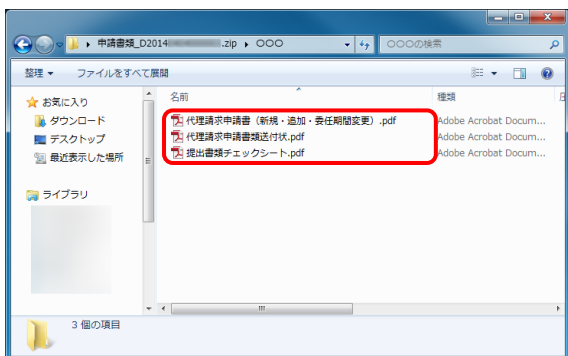 申請書類_D2014 .zip ▸ ○○○
○○○の検索
整理 ファイルをすべて展開
お気に入り
ダウンロード
デスクトップ
最近表示した場所
ライブラリ
名前 種類
代理請求申請書（新規・追加・委任期間変更）.pdf Adobe Acrobat Docum...
代理請求申請書類送付状.pdf Adobe Acrobat Docum...
提出書類チェックシート.pdf Adobe Acrobat Docum...
3 個の項目